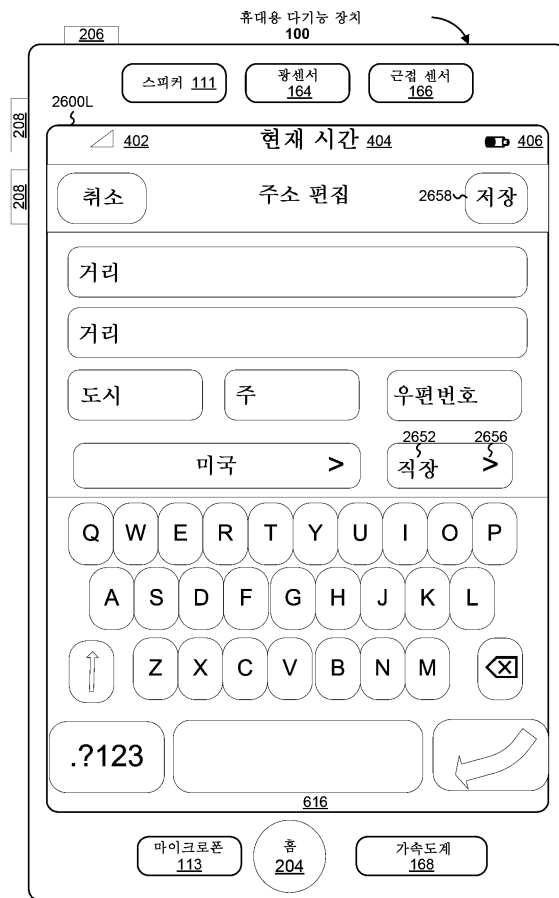 휴대용 다기능 장치
100
206
스피커 111
광센서
164
근접 센서
166
208
208
2600L
402
현재 시간 404
406
취소
주소 편집
2658
저장
거리
거리
도시
주
우편번호
2652
2656
미국 >
직장 >
Q W E R T Y U I O P
A S D F G H J K L
Z X C V B N M
.?123
616
마이크로폰
113
홈
204
가속도계
168